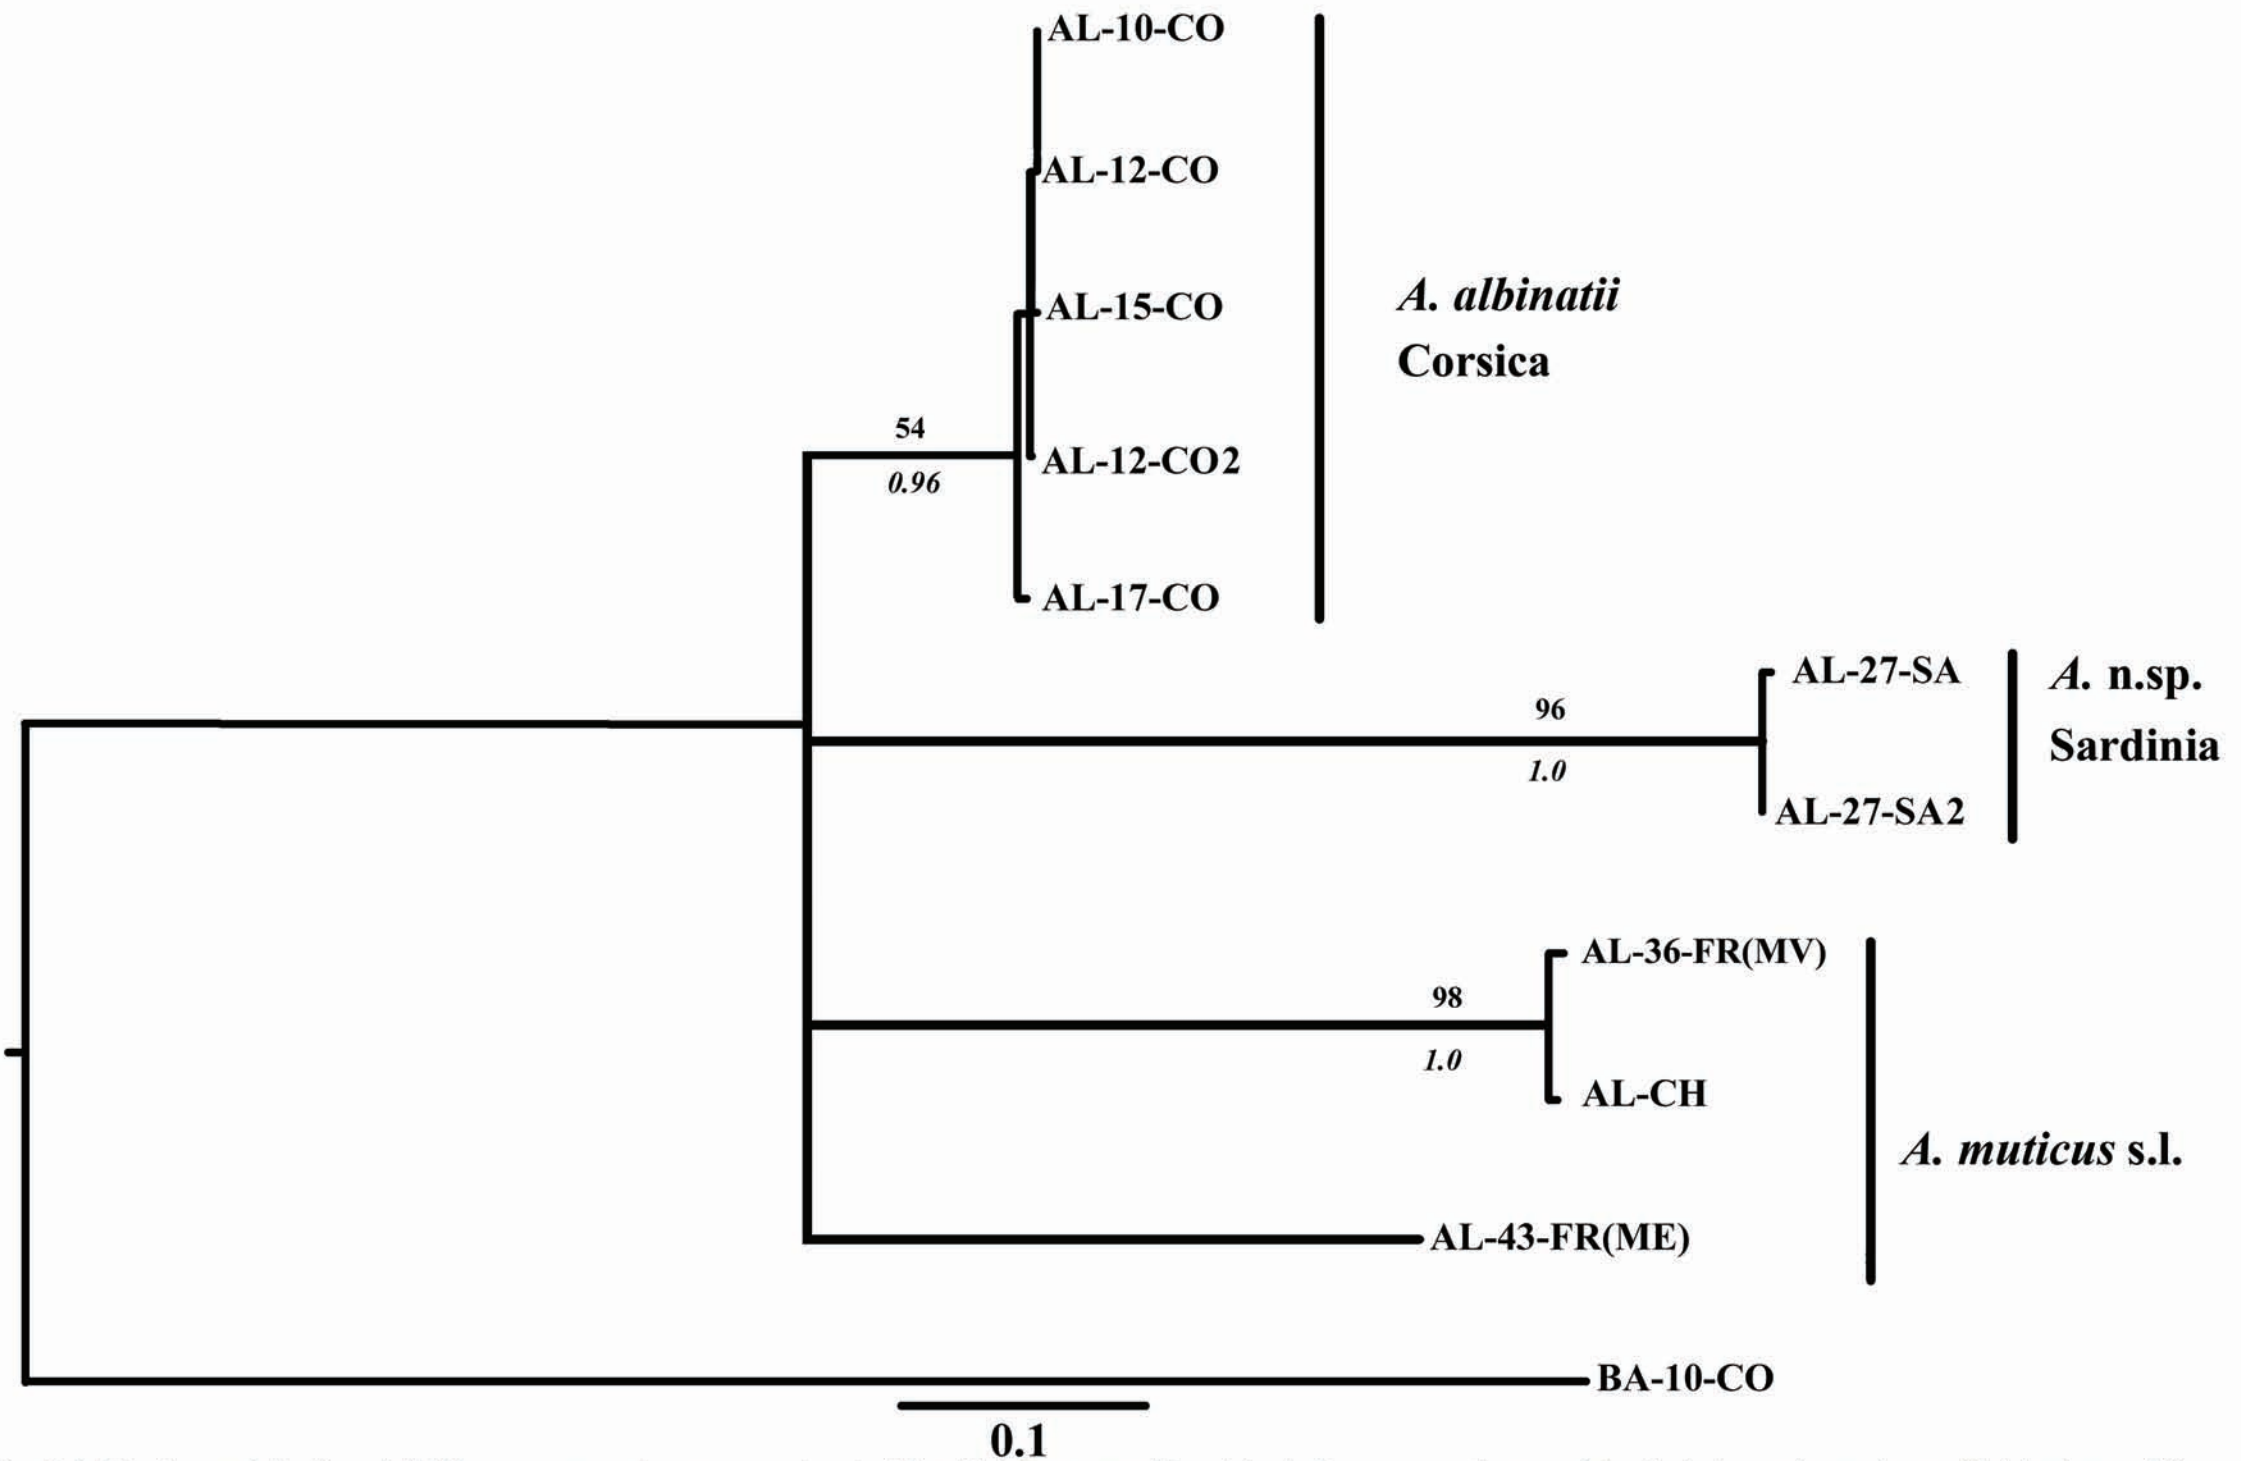 AL-10-CO
AL-12-CO
AL-15-CO
A. albinatii
Corsica
54
0.96
AL-12-CO2
AL-17-CO
AL-27-SA
A. n.sp.
96
Sardinia
1.0
AL-27-SA2
AL-36-FR(MV)
98
1.0
AL-CH
A. muticus s.l.
AL-43-FR(ME)
BA-10-CO
0.1